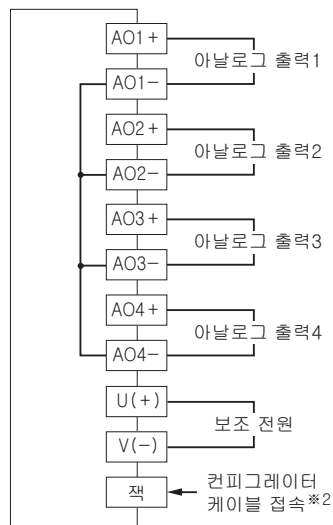 AO1+
아날로그 출력1
AO1−
AO2+
아날로그 출력2
AO2−
AO3+
아날로그 출력3
AO3−
AO4+
아날로그 출력4
AO4−
U(+)
보조 전원
V(−)
잭
컨피그레이터
케이블 접속※2